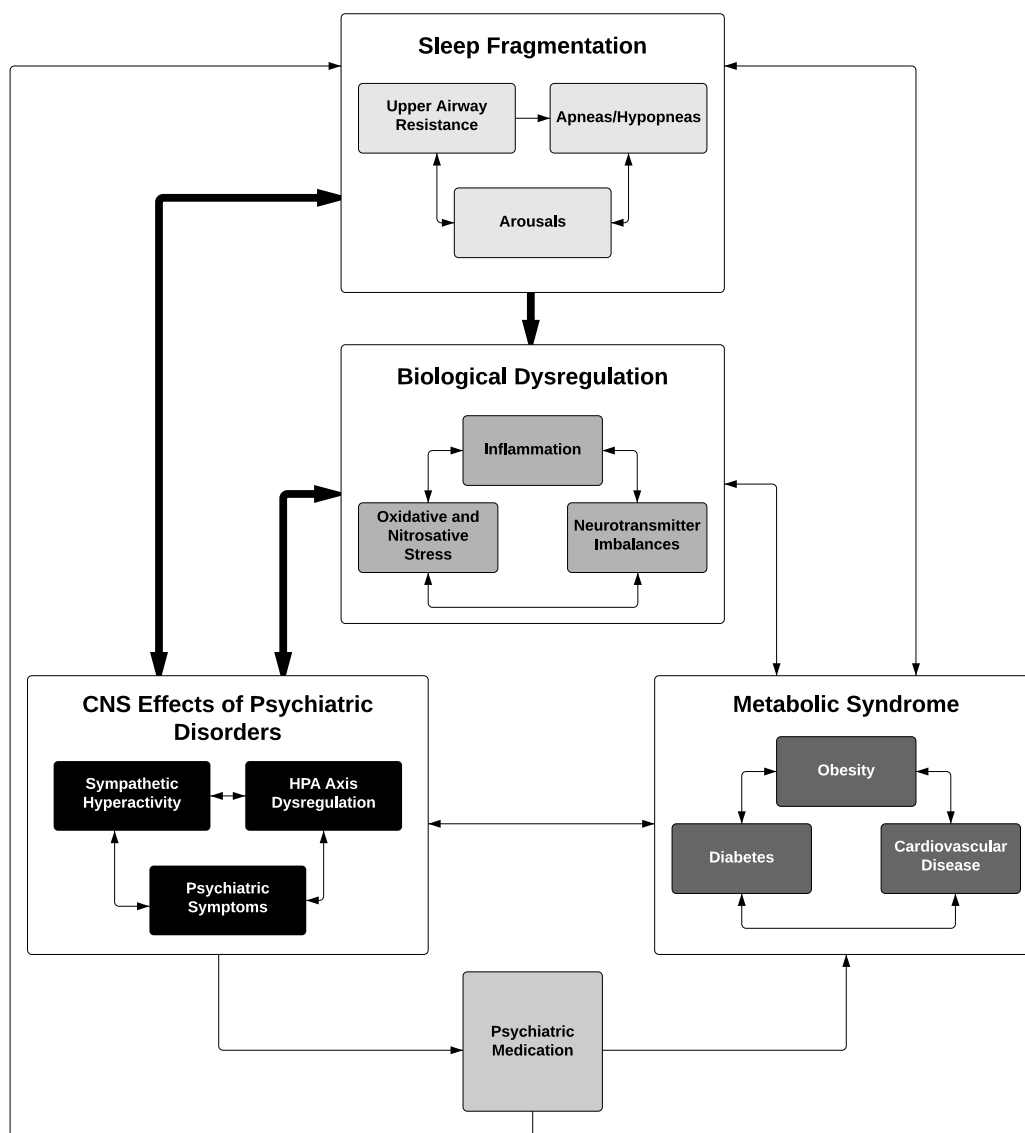 Sleep Fragmentation
Upper Airway
Resistance
Apneas/Hypopneas
Arousals
Biological Dysregulation
Inflammation
Oxidative and
Nitrosative
Stress
Neurotransmitter
Imbalances
CNS Effects of Psychiatric
Disorders
Sympathetic
Hyperactivity
HPA Axis
Dysregulation
Psychiatric
Symptoms
Metabolic Syndrome
Obesity
Diabetes
Cardiovascular
Disease
Psychiatric
Medication